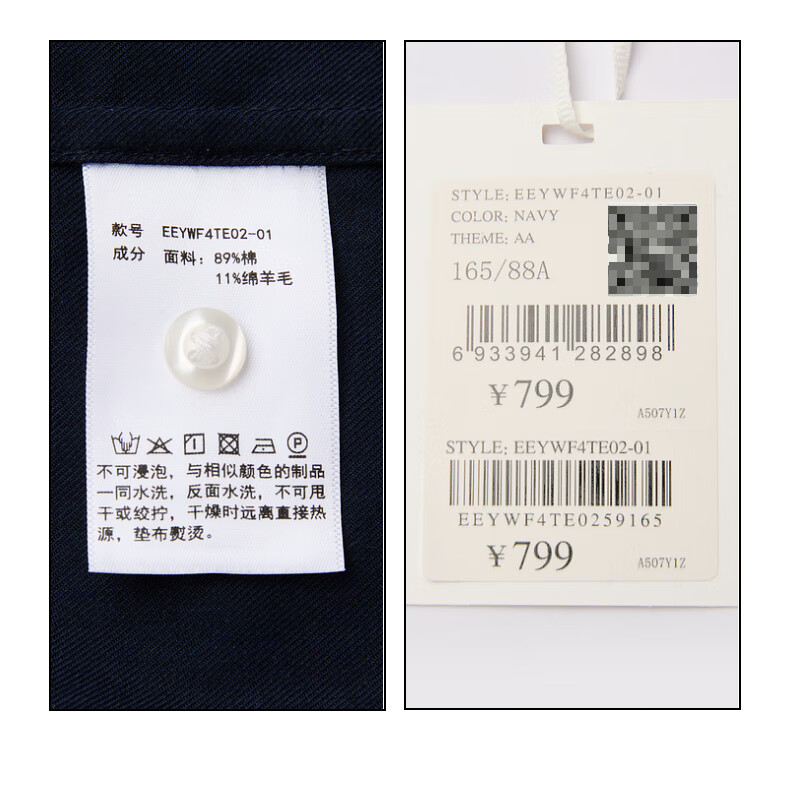 款号 EEYWF4TE02-01
成分 面料：89%棉
11%绵羊毛
1
P
不可浸泡，与相似颜色的制品
一同水洗，反面水洗，不可甩
干或绞拧，干燥时远离直接热
源，垫布熨烫。
STYLE: EEYWF4TE02-01
COLOR: NAVY
THEME: AA
165/88A
6 933941 282898
¥799
A507Y1Z
STYLE: EEYWF4TE02-01
EEYWF4TE0259165
¥799
A507Y1Z